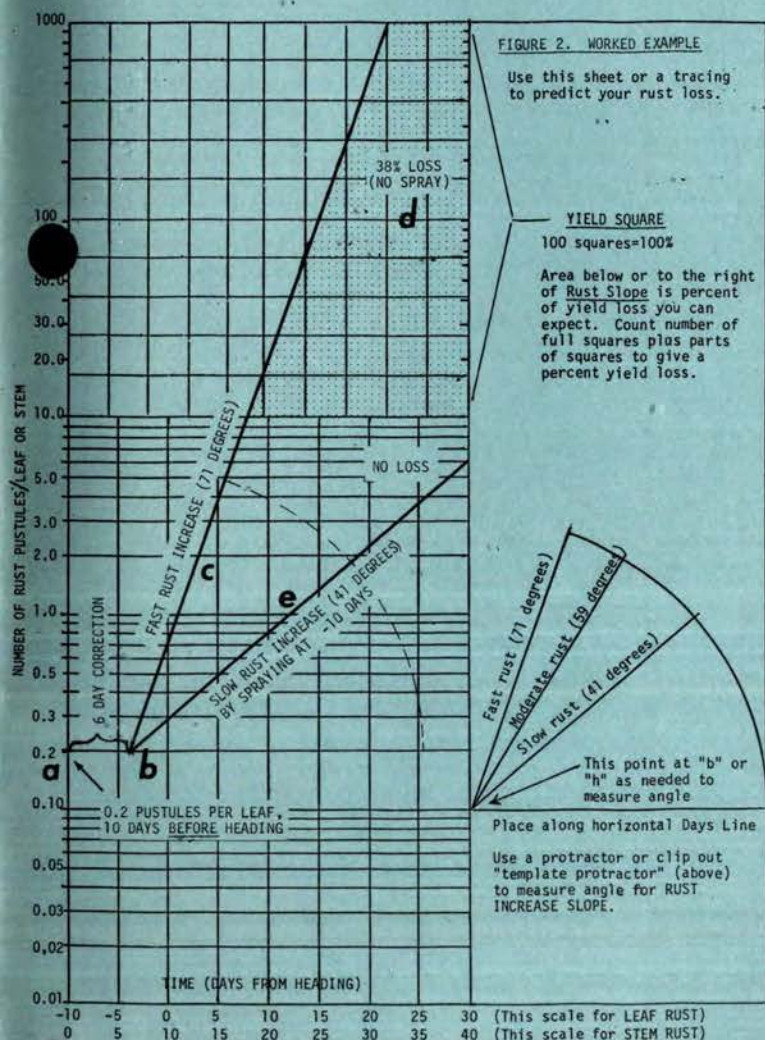 FIGURE 2. WORKED EXAMPLE
Use this sheet or a tracing
to predict your rust loss.
YIELD SQUARE
100 squares=100%
Area below or to the right
of Rust Slope is percent
of yield loss you can
expect. Count number of
full squares plus parts
of squares to give a
percent yield loss.
1000
100
50.0
30.0
20.0
10.0
5.0
3.0
2.0
1.0
0.5
0.3
0.2
0.10
0.05
0.03
0.02
0.01
NUMBER OF RUST PUSTULES/LEAF OR STEM
38% LOSS
(NO SPRAY)
d
FAST RUST INCREASE (71 DEGREES)
c
NO LOSS
e
SLOW RUST INCREASE (41 DEGREES)
BY SPRAYING AT -10 DAYS
6 DAY CORRECTION
a
b
0.2 PUSTULES PER LEAF,
10 DAYS BEFORE HEADING
TIME (DAYS FROM HEADING)
-10 -5 0 5 10 15 20 25 30 (This scale for LEAF RUST)
0 5 10 15 20 25 30 35 40 (This scale for STEM RUST)
Fast rust (71 degrees)
Moderate rust (59 degrees)
Slow rust (41 degrees)
This point at "b" or
"h" as needed to
measure angle
Place along horizontal Days Line
Use a protractor or clip out
"template protractor" (above)
to measure angle for RUST
INCREASE SLOPE.